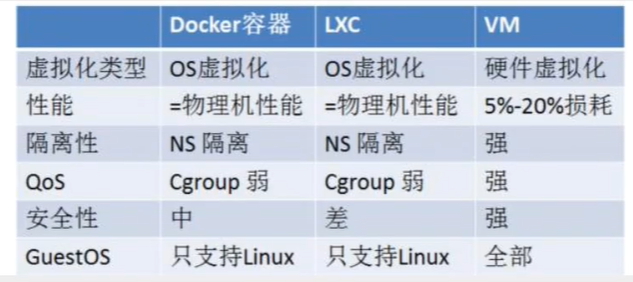 Docker容器 LXC VM
虚拟化类型 OS虚拟化 OS虚拟化 硬件虚拟化
性能 =物理机性能 =物理机性能 5%-20%损耗
隔离性 NS 隔离 NS 隔离 强
QoS Cgroup 弱 Cgroup 弱 强
安全性 中 差 强
GuestOS 只支持Linux 只支持Linux 全部